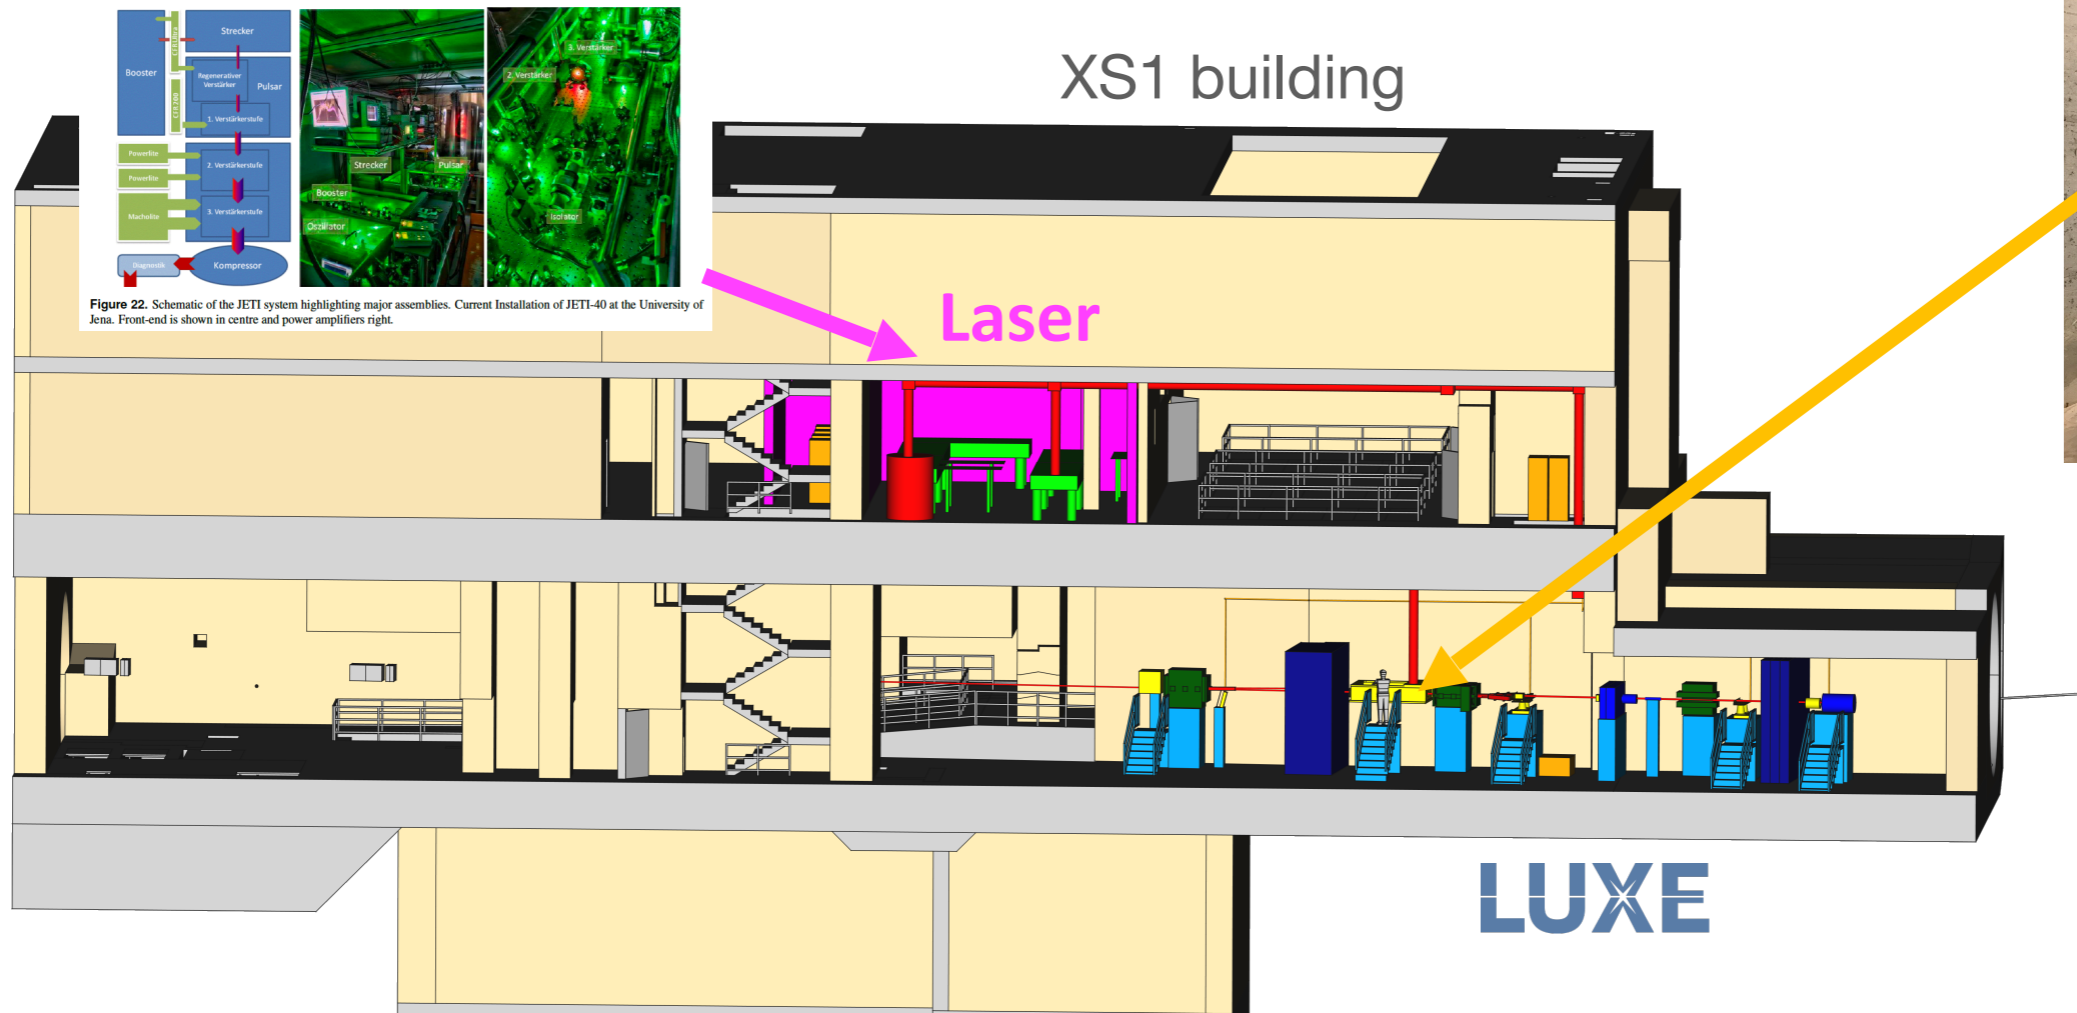 Strecker
Booster
CFR Ultra
Regenerativer
Verstärker
Pulsar
CFR200
1. Verstärkerstufe
Powerlite
2. Verstärkerstufe
Powerlite
Macholite
3. Verstärkerstufe
Diagnostik
Kompressor
Strecker
Pulsar
Booster
Oszillator
3. Verstärker
2. Verstärker
Isolator
Figure 22. Schematic of the JETI system highlighting major assemblies. Current Installation of JETI-40 at the University of
Jena. Front-end is shown in centre and power amplifiers right.
XS1 building
Laser
LUXE